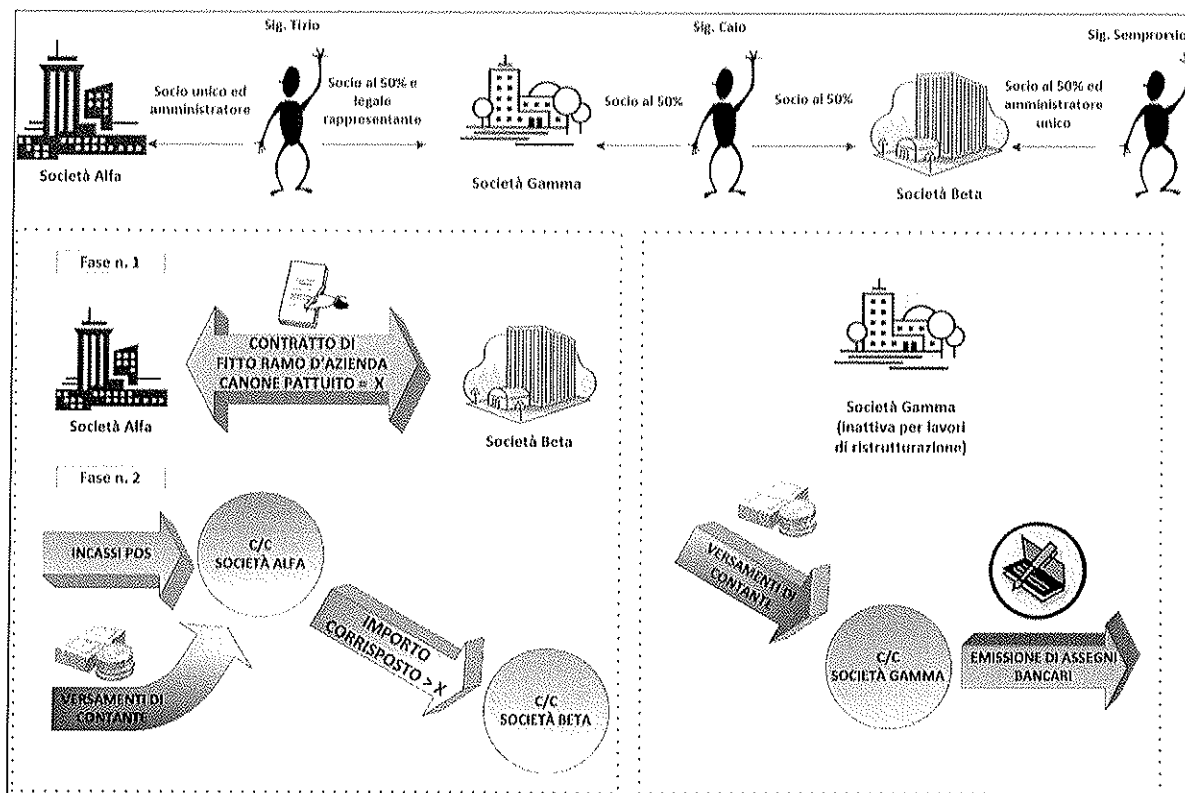 Sig. Tizio
Sig. Caio
Sig. Sempronio
Socio unico ed
amministratore
Socio al 50% e
legale
rappresentante
Socio al 50%
Socio al 50%
Socio al 50% ed
amministratore
unico
Società Alfa
Società Gamma
Società Beta
Fase n. 1
CONTRATTO DI
FITTO RAMO D'AZIENDA
CANONE PATTUITO = X
Società Alfa
Società Beta
Fase n. 2
INCASSI POS
C/C
SOCIETÀ ALFA
VERSAMENTI DI
CONTANTE
IMPORTO
CORRISPOSTO > X
C/C
SOCIETÀ BETA
Società Gamma
(inattiva per lavori
di ristrutturazione)
VERSAMENTI DI
CONTANTE
C/C
SOCIETÀ GAMMA
EMISSIONE DI ASSEGNI
BANCARI